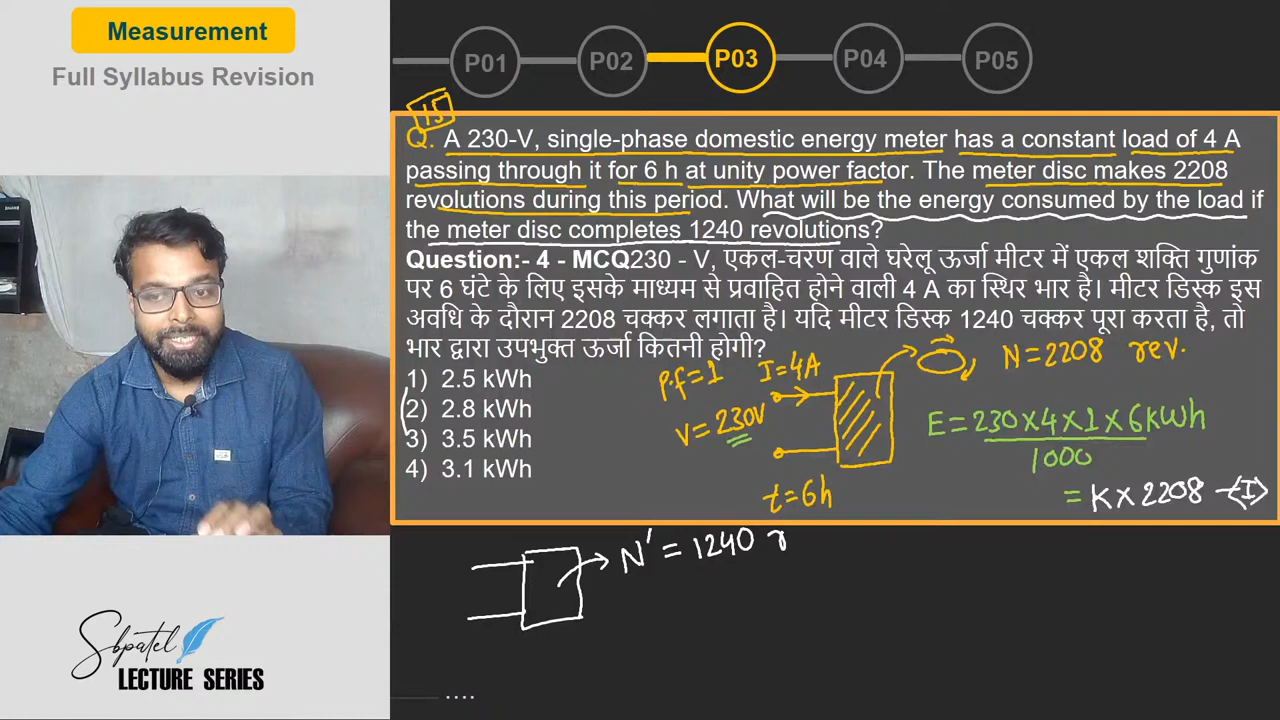 Measurement
Full Syllabus Revision
P01 P02 P03 P04 P05
15
Q. A 230-V, single-phase domestic energy meter has a constant load of 4 A
passing through it for 6 h at unity power factor. The meter disc makes 2208
revolutions during this period. What will be the energy consumed by the load if
the meter disc completes 1240 revolutions?
Question:- 4 - MCQ230 - V, एकल-चरण वाले घरेलू ऊर्जा मीटर में एकल शक्ति गुणांक
पर 6 घंटे के लिए इसके माध्यम से प्रवाहित होने वाली 4 A का स्थिर भार है। मीटर डिस्क इस
अवधि के दौरान 2208 चक्कर लगाता है। यदि मीटर डिस्क 1240 चक्कर पूरा करता है, तो
भार द्वारा उपभुक्त ऊर्जा कितनी होगी?
1) 2.5 kWh
2) 2.8 kWh
3) 3.5 kWh
4) 3.1 kWh
p.f=1 I=4A
V=230V
t=6h
N=2208 rev.
E=230×4×1×6kWh
1000
=K×2208 -(I)
N'=1240 r
Sbpatel
LECTURE SERIES
....